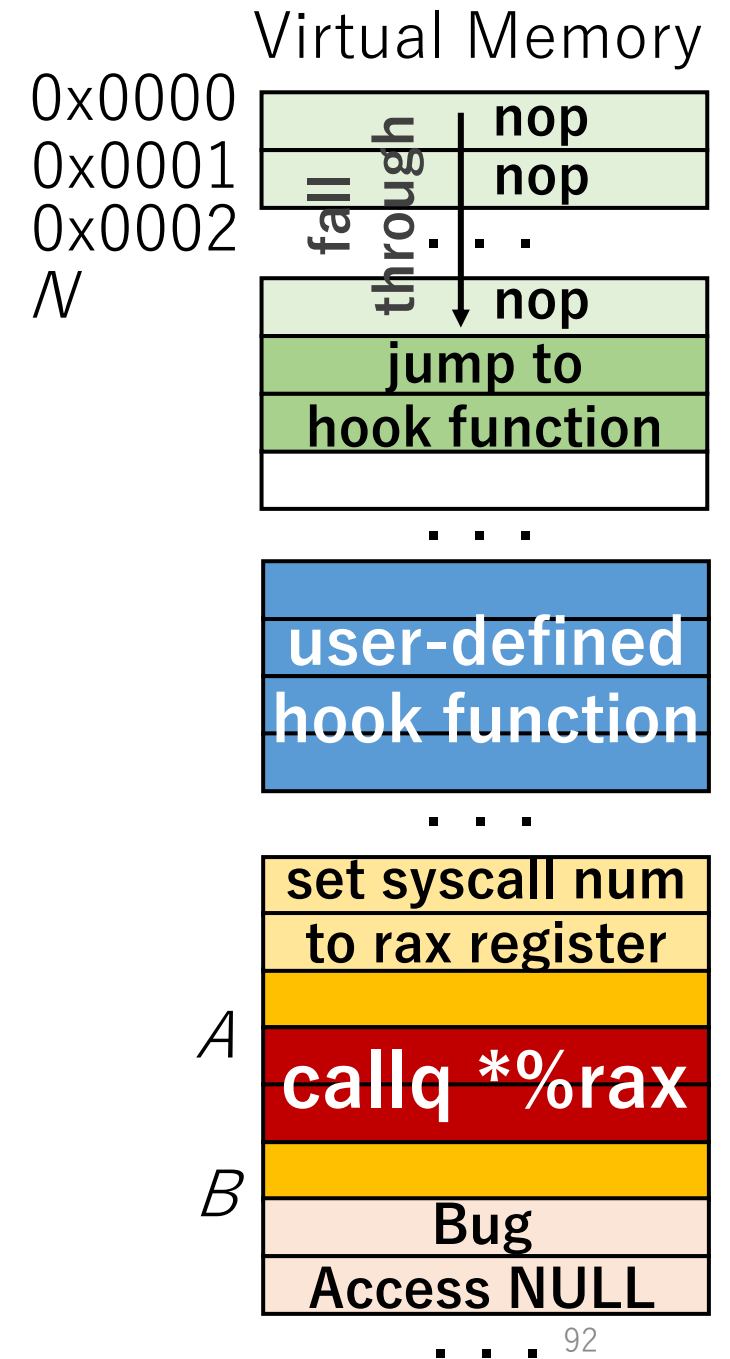 Virtual Memory
0x0000
nop
0x0001
nop
0x0002
. . .
fall
through
N
nop
jump to
hook function
. . .
user-defined
hook function
. . .
set syscall num
to rax register
A
callq *%rax
B
Bug
Access NULL
. . .
92